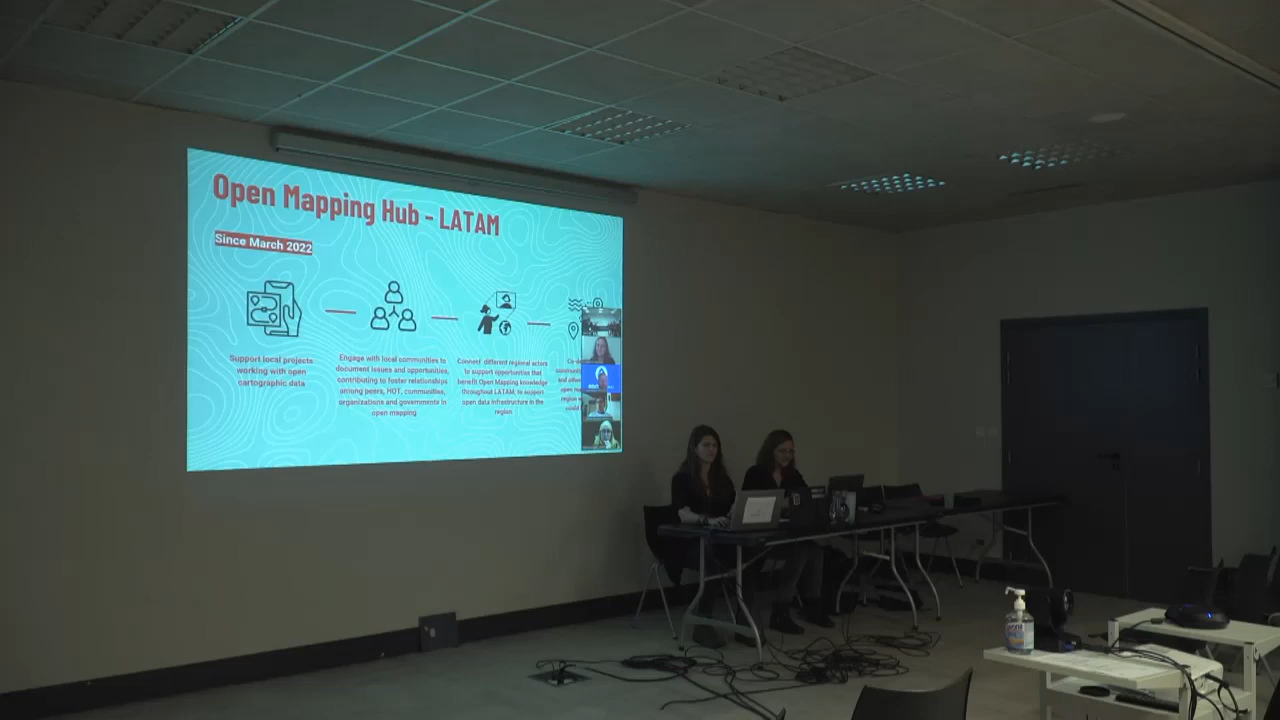 Open Mapping Hub - LATAM
Since March 2022
Support local projects
working with open
cartographic data
Engage with local communities to
document issues and opportunities,
contributing to foster relationships
among peers, HOT, communities,
organizations and governments in
open mapping
Connect different regional actors
to support opportunities that
benefit Open Mapping knowledge
throughout LATAM, to support
open data infrastructure in the
region